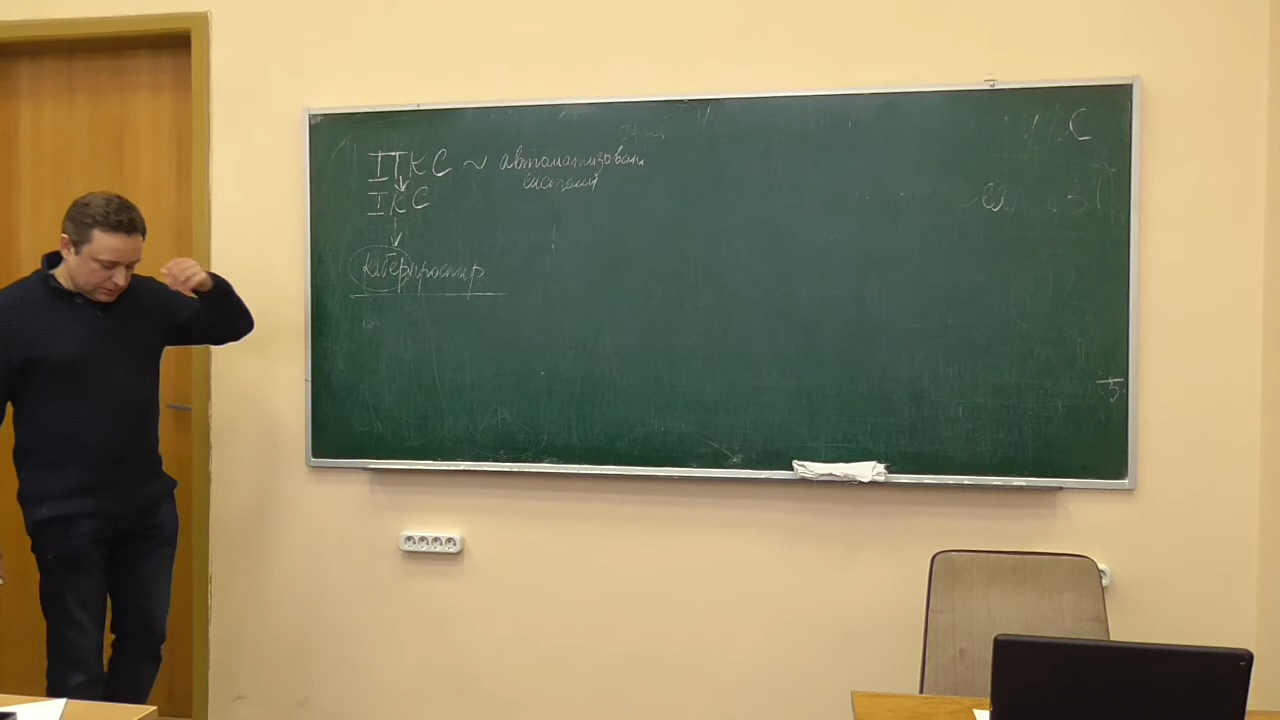 ІТКС ~ автоматизовані
системи
ІКС
Кіберпростір
С